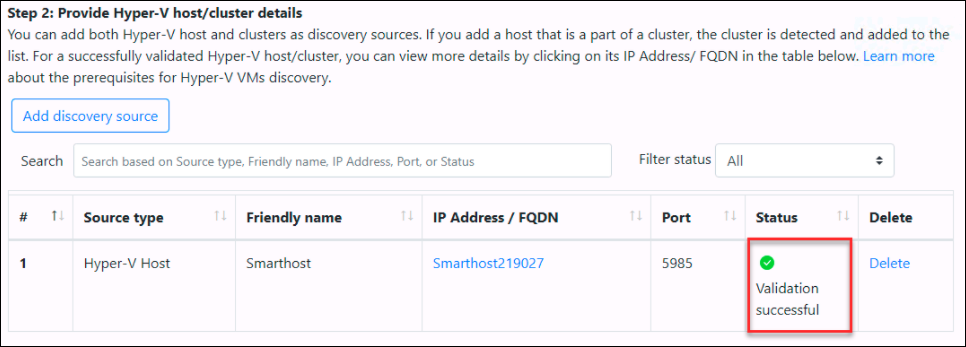 Step 2: Provide Hyper-V host/cluster details
You can add both Hyper-V host and clusters as discovery sources. If you add a host that is a part of a cluster, the cluster is detected and added to the
list. For a successfully validated Hyper-V host/cluster, you can view more details by clicking on its IP Address/ FQDN in the table below. Learn more
about the prerequisites for Hyper-V VMs discovery.
Add discovery source
Search Search based on Source type, Friendly name, IP Address, Port, or Status Filter status All
# Source type Friendly name IP Address / FQDN Port Status Delete
1 Hyper-V Host Smarthost Smarthost219027 5985 Delete
Validation
successful